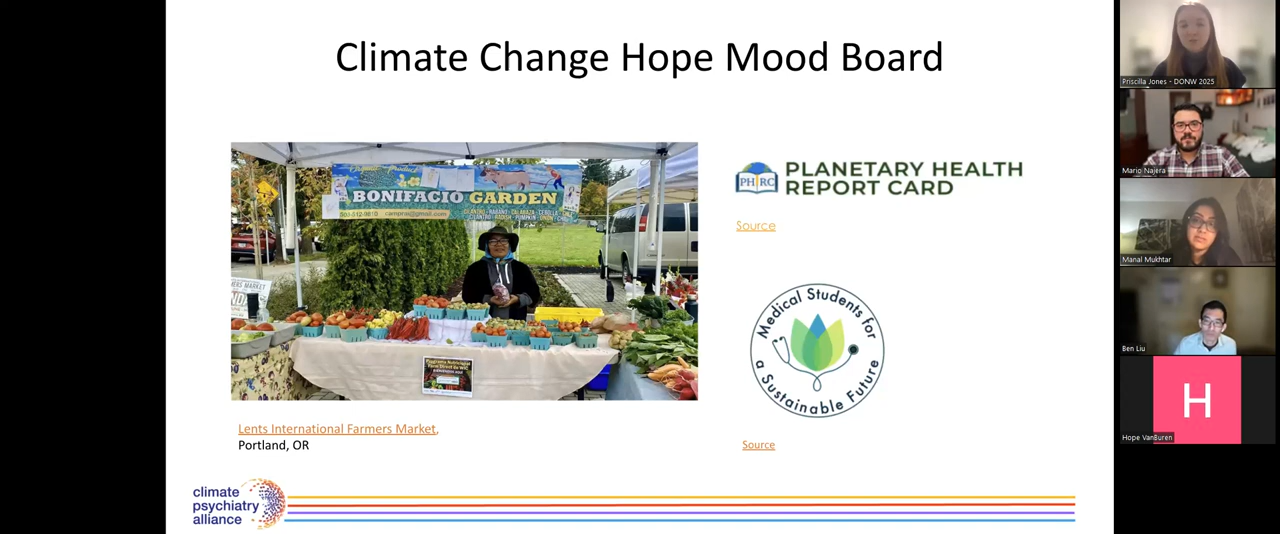 Climate Change Hope Mood Board
BONIFACIO GARDEN
PLANETARY HEALTH
REPORT CARD
PH RC
Source
Medical Students for
a Sustainable Future
Source
Lents International Farmers Market,
Portland, OR
climate
psychiatry
alliance
Priscilla Jones - DONW 2025
Mario Najera
Manal Mukhtar
Ben Liu
H
Hope VanBuren